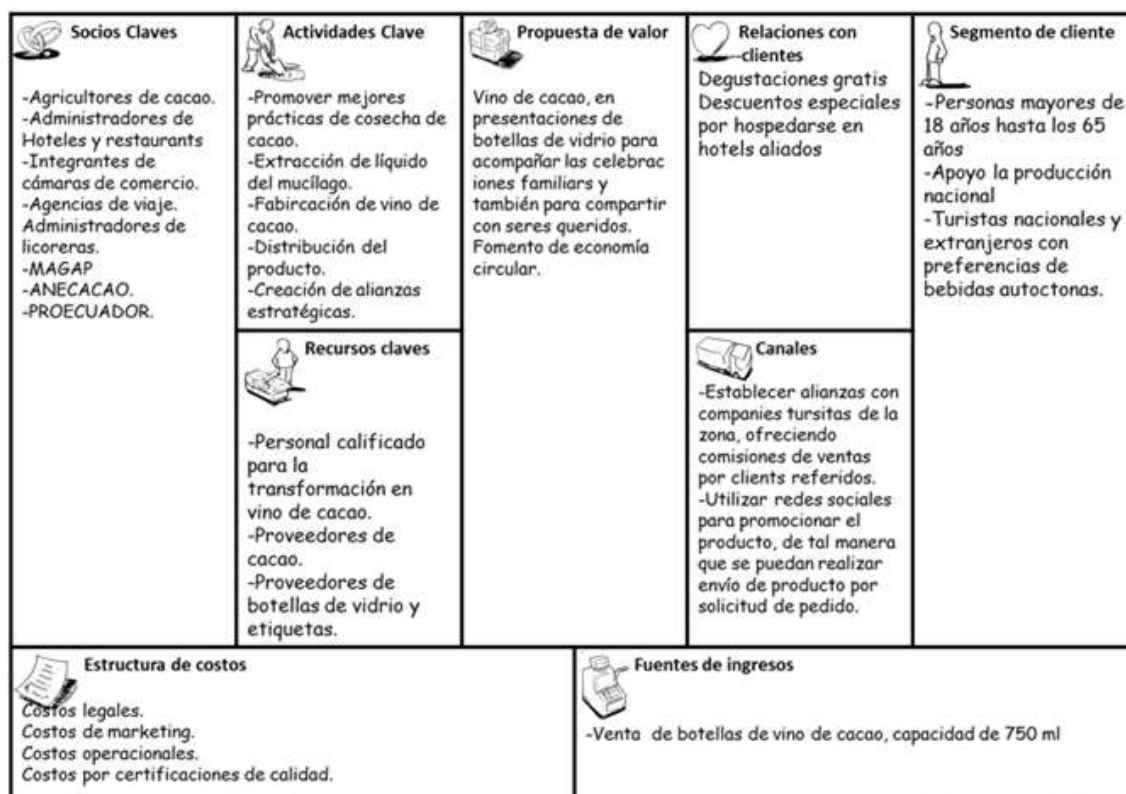 Socios Claves
-Agricultores de cacao.
-Administradores de
Hoteles y restaurants
-Integrantes de
cámaras de comercio.
-Agencias de viaje.
Administradores de
licoreras.
-MAGAP
-ANECACAO.
-PROECUADOR.
Actividades Clave
-Promover mejores
prácticas de cosecha de
cacao.
-Extracción de líquido
del mucílago.
-Fabircación de vino de
cacao.
-Distribución del
producto.
-Creación de alianzas
estratégicas.
Recursos claves
-Personal calificado
para la
transformación en
vino de cacao.
-Proveedores de
cacao.
-Proveedores de
botellas de vidrio y
etiquetas.
Propuesta de valor
Vino de cacao, en
presentaciones de
botellas de vidrio para
acompañar las celebrac
iones familiars y
también para compartir
con seres queridos.
Fomento de economía
circular.
Relaciones con
clientes
Degustaciones gratis
Descuentos especiales
por hospedarse en
hotels aliados
Canales
-Establecer alianzas con
companies tursitas de la
zona, ofreciendo
comisiones de ventas
por clients referidos.
-Utilizar redes sociales
para promocionar el
producto, de tal manera
que se puedan realizar
envío de producto por
solicitud de pedido.
Segmento de cliente
-Personas mayores de
18 años hasta los 65
años
-Apoyo la producción
nacional
-Turistas nacionales y
extranjeros con
preferencias de
bebidas autoctonas.
Estructura de costos
Costos legales.
Costos de marketing.
Costos operacionales.
Costos por certificaciones de calidad.
Fuentes de ingresos
-Venta de botellas de vino de cacao, capacidad de 750 ml